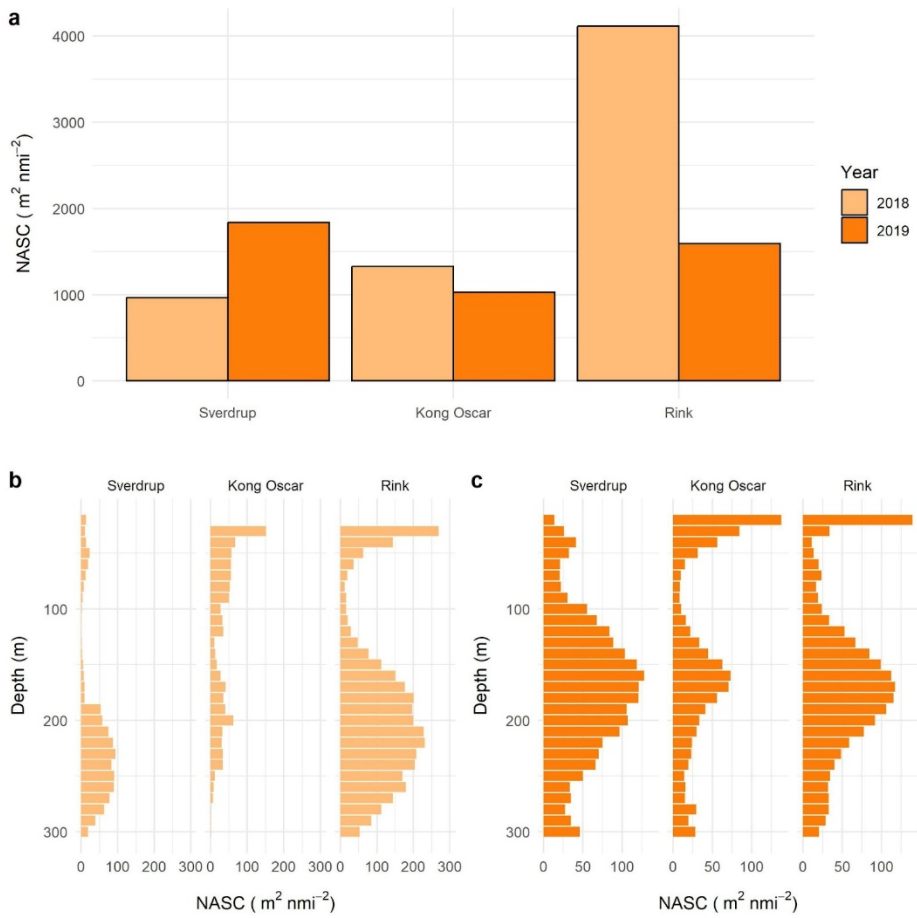 a
4000
3000
2000
1000
0
NASC ( m² nmi⁻²)
Sverdrup Kong Oscar Rink
Year
2018
2019
b
Sverdrup Kong Oscar Rink
100
200
300
Depth (m)
0 100 200 300 0 100 200 300 0 100 200 300
NASC ( m² nmi⁻²)
c
Sverdrup Kong Oscar Rink
100
200
300
Depth (m)
0 50 100 0 50 100 0 50 100
NASC ( m² nmi⁻²)